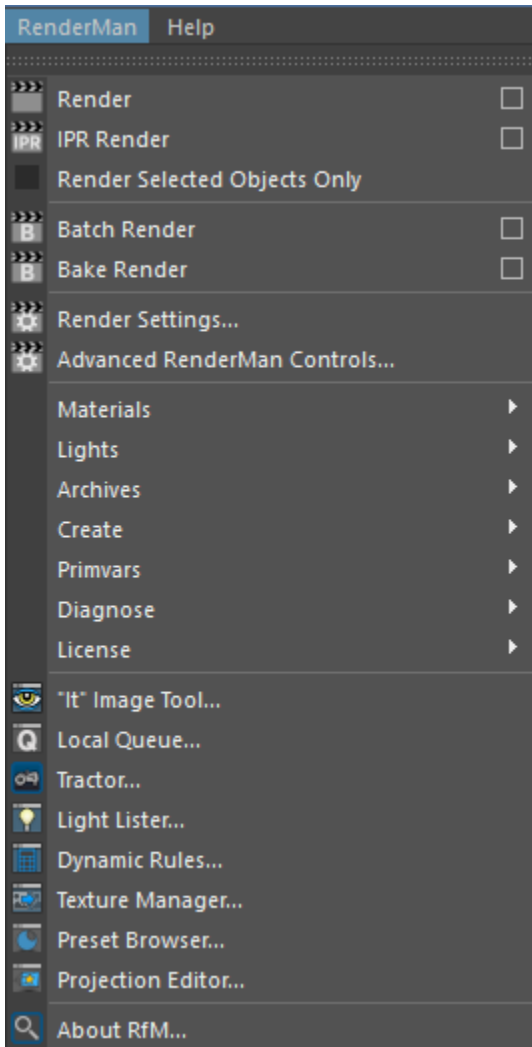 RenderMan Help
Render
IPR Render
Render Selected Objects Only
B Batch Render
B Bake Render
Render Settings...
Advanced RenderMan Controls...
Materials
Lights
Archives
Create
Primvars
Diagnose
License
"It" Image Tool...
Q Local Queue...
Tractor...
Light Lister...
Dynamic Rules...
Texture Manager...
Preset Browser...
Projection Editor...
About RfM...